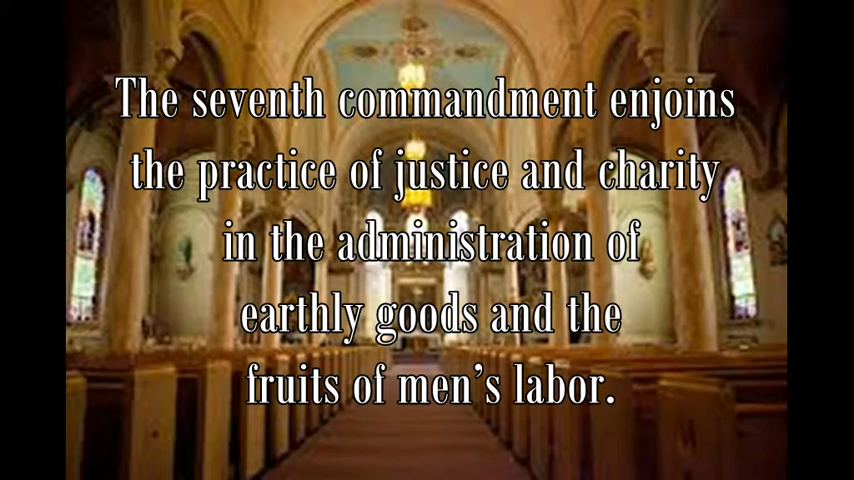 The seventh commandment enjoins
the practice of justice and charity
in the administration of
earthly goods and the
fruits of men’s labor.